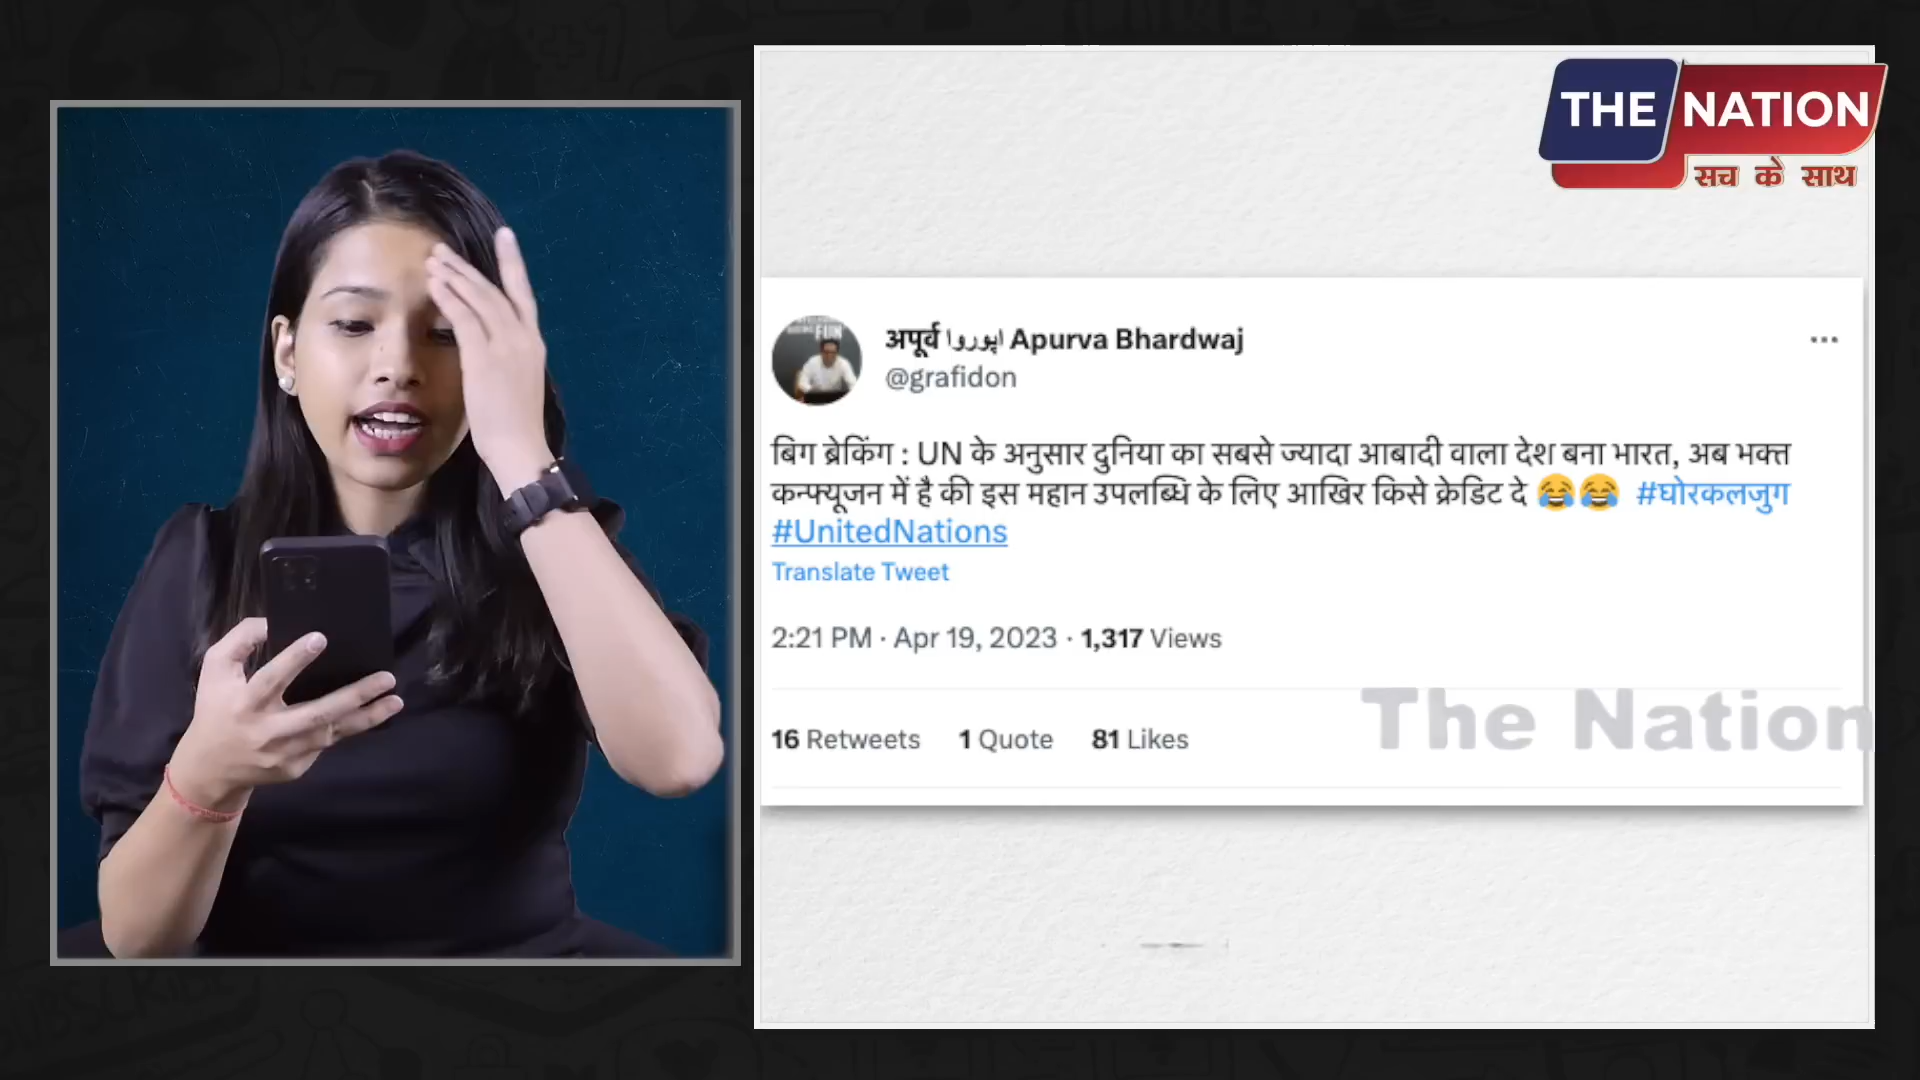 THE NATION
सच के साथ
अपूर्व اپوروا Apurva Bhardwaj
@grafidon
बिग ब्रेकिंग : UN के अनुसार दुनिया का सबसे ज्यादा आबादी वाला देश बना भारत, अब भक्त
कन्फ्यूजन में है की इस महान उपलब्धि के लिए आखिर किसे क्रेडिट दे 😂😂 #घोरकलजुग
#UnitedNations
Translate Tweet
2:21 PM · Apr 19, 2023 · 1,317 Views
16 Retweets 1 Quote 81 Likes
The Nation